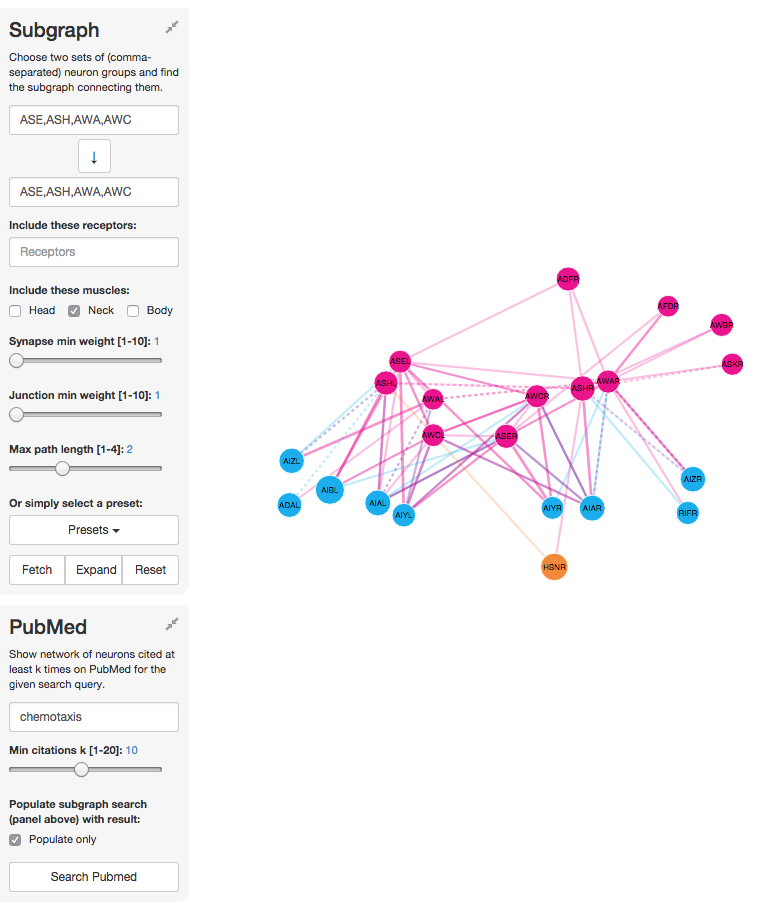 Subgraph
Choose two sets of (comma-
separated) neuron groups and find
the subgraph connecting them.
ASE,ASH,AWA,AWC
↓
ASE,ASH,AWA,AWC
Include these receptors:
Receptors
Include these muscles:
Head Neck Body
Synapse min weight [1-10]: 1
Junction min weight [1-10]: 1
Max path length [1-4]: 2
Or simply select a preset:
Presets
Fetch Expand Reset
PubMed
Show network of neurons cited at
least k times on PubMed for the
given search query.
chemotaxis
Min citations k [1-20]: 10
Populate subgraph search
(panel above) with result:
Populate only
Search Pubmed
ADFR
AFDR
AWBR
ASKR
ASEL
ASHL
AWAL
AWCR
ASHR
AWAR
AWCL
ASER
AIZL
AIBL
ADAL
AIAL
AIYL
AIYR
AIAR
AIZR
RIFR
HSNR